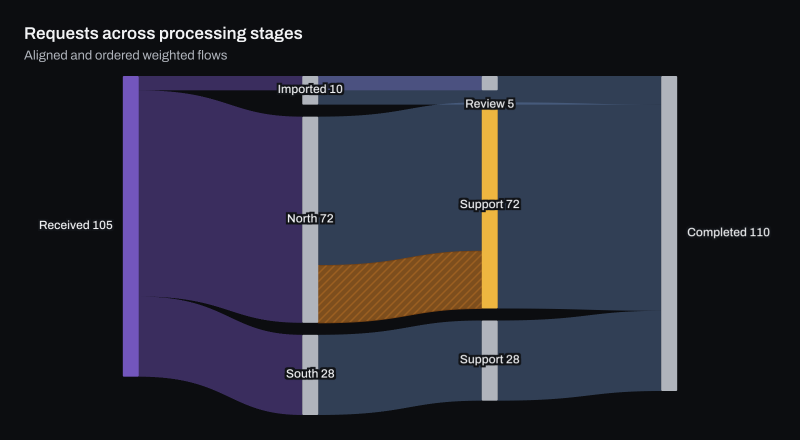 Requests across processing stages
Aligned and ordered weighted flows
Imported 10
Review 5
Support 72
North 72
Received 105
Completed 110
Support 28
South 28